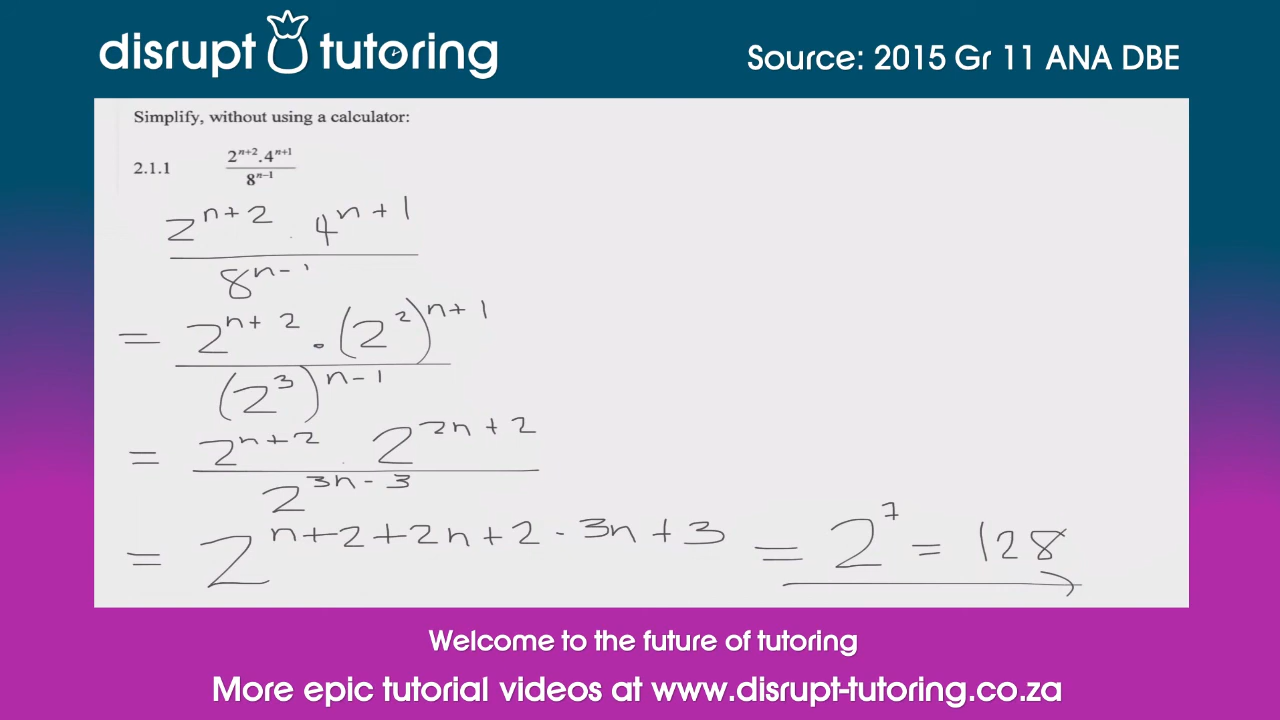 disrupt tutoring
Source: 2015 Gr 11 ANA DBE
Simplify, without using a calculator:
2.1.1 2^{n+2}.4^{n+1} / 8^{n-1}
2^{n+2} . 4^{n+1}
8^{n-1}
= 2^{n+2} . (2^2)^{n+1}
(2^3)^{n-1}
= 2^{n+2} . 2^{2n+2}
2^{3n-3}
= 2^{n+2+2n+2-3n+3} = 2^7 = 128
Welcome to the future of tutoring
More epic tutorial videos at www.disrupt-tutoring.co.za